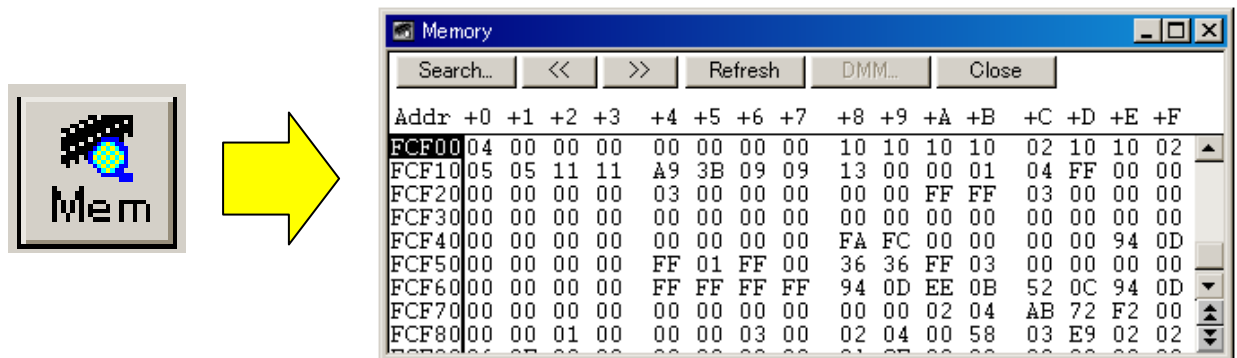 Mem
Memory
Search... << >> Refresh DMM... Close
Addr +0 +1 +2 +3 +4 +5 +6 +7 +8 +9 +A +B +C +D +E +F
FCF00 04 00 00 00 00 00 00 00 10 10 10 10 02 10 10 02
FCF10 05 05 11 11 A9 3B 09 09 13 00 00 01 04 FF 00 00
FCF20 00 00 00 00 03 00 00 00 00 00 FF FF 03 00 00 00
FCF30 00 00 00 00 00 00 00 00 00 00 00 00 00 00 00 00
FCF40 00 00 00 00 00 00 00 00 FA FC 00 00 00 00 94 0D
FCF50 00 00 00 00 FF 01 FF 00 36 36 FF 03 00 00 00 00
FCF60 00 00 00 00 FF FF FF FF 94 0D EE 0B 52 0C 94 0D
FCF70 00 00 00 00 00 00 00 00 00 00 02 04 AB 72 F2 00
FCF80 00 00 01 00 00 00 03 00 02 04 00 58 03 E9 02 02